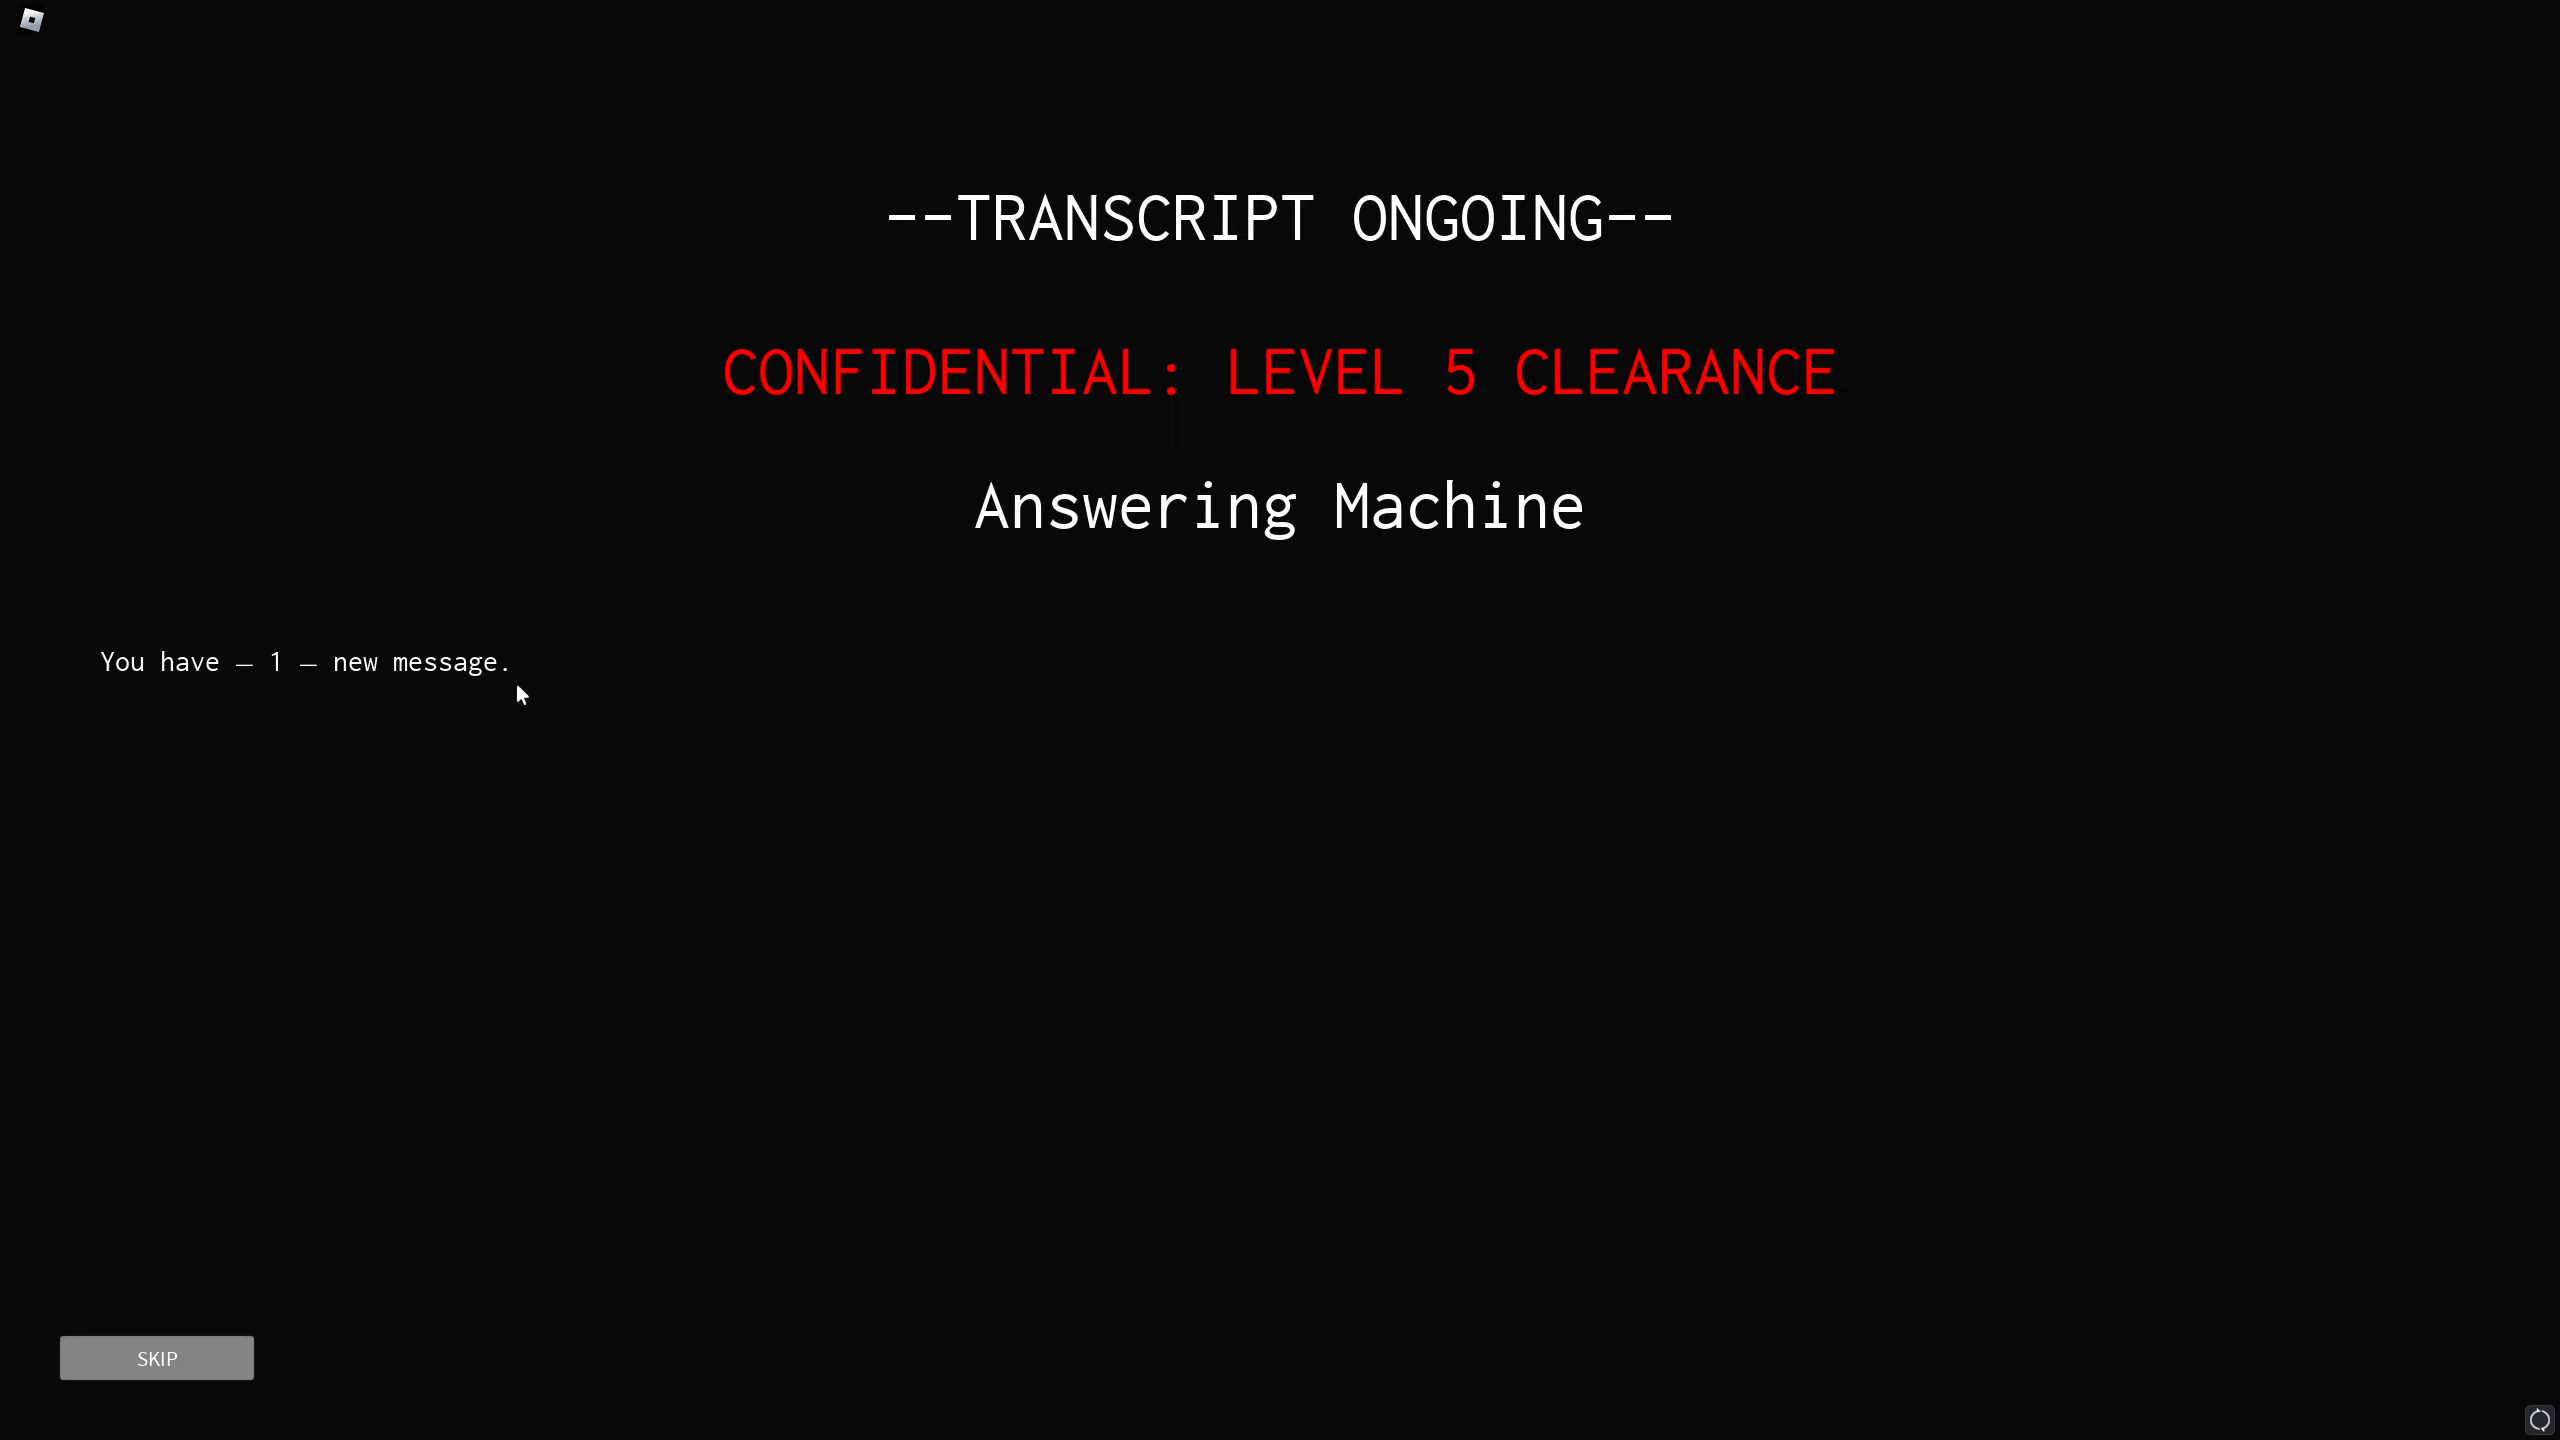 --TRANSCRIPT ONGOING--
CONFIDENTIAL: LEVEL 5 CLEARANCE
Answering Machine
You have — 1 — new message.
SKIP